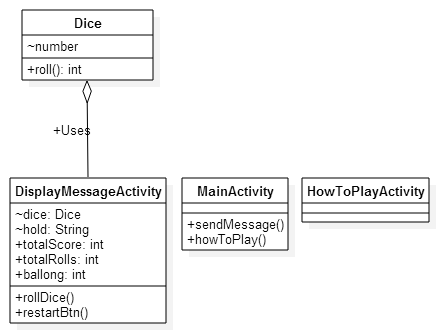 Dice
~number
+roll(): int
+Uses
DisplayMessageActivity
~dice: Dice
~hold: String
+totalScore: int
+totalRolls: int
+ballong: int
+rollDice()
+restartBtn()
MainActivity
+sendMessage()
+howToPlay()
HowToPlayActivity